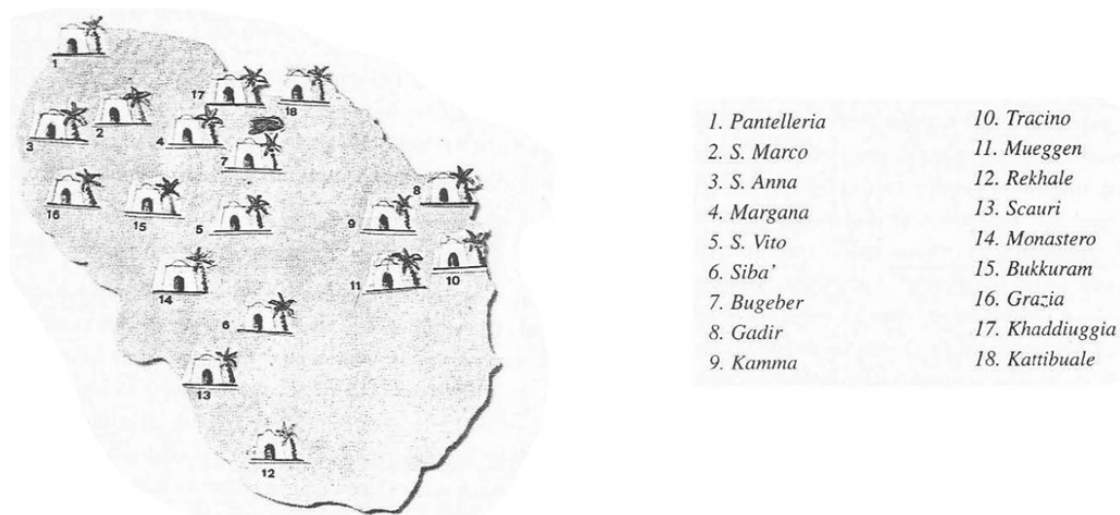 1
17
18
2
3
4
7
8
16
15
5
9
14
11
10
6
13
12
1. Pantelleria
2. S. Marco
3. S. Anna
4. Margana
5. S. Vito
6. Siba'
7. Bugeber
8. Gadir
9. Kamma
10. Tracino
11. Mueggen
12. Rekhale
13. Scauri
14. Monastero
15. Bukkuram
16. Grazia
17. Khaddiuggia
18. Kattibuale